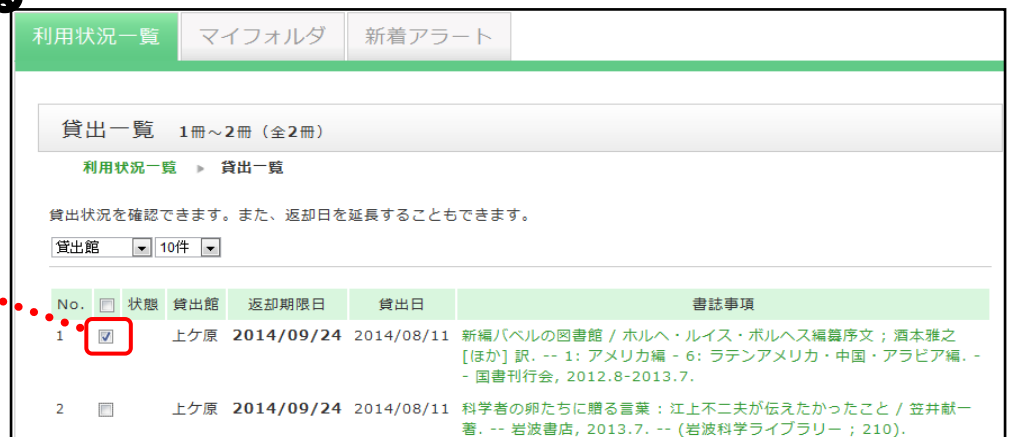 利用状況一覧 マイフォルダ 新着アラート
貸出一覧 1冊～2冊（全2冊）
利用状況一覧 » 貸出一覧
貸出状況を確認できます。また、返却日を延長することもできます。
貸出館 10件
No. 状態 貸出館 返却期限日 貸出日 書誌事項
1 上ケ原 2014/09/24 2014/08/11 新編バベルの図書館 / ホルヘ・ルイス・ボルヘス編纂序文 ; 酒本雅之
[ほか] 訳. -- 1: アメリカ編 - 6: ラテンアメリカ・中国・アラビア編. -
- 国書刊行会, 2012.8-2013.7.
2 上ケ原 2014/09/24 2014/08/11 科学者の卵たちに贈る言葉 : 江上不二夫が伝えたかったこと / 笠井献一
著. -- 岩波書店, 2013.7. -- (岩波科学ライブラリー ; 210).